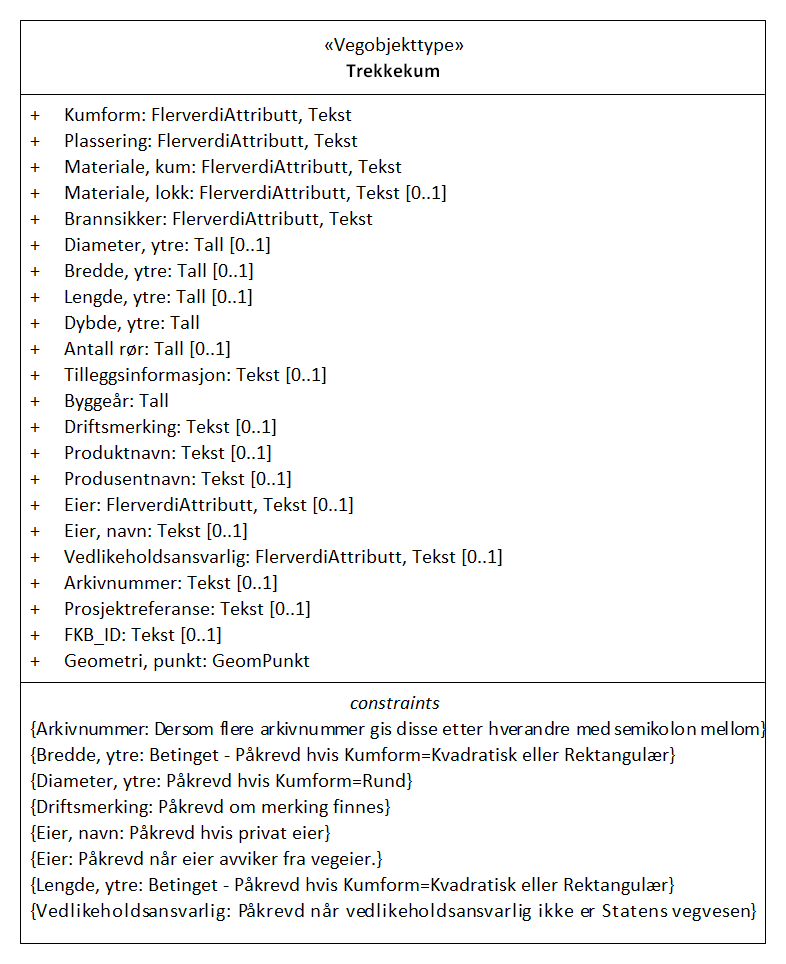 «Vegobjekttype»
Trekkekum
+ Kumform: FlerverdiAttributt, Tekst
+ Plassering: FlerverdiAttributt, Tekst
+ Materiale, kum: FlerverdiAttributt, Tekst
+ Materiale, lokk: FlerverdiAttributt, Tekst [0..1]
+ Brannsikker: FlerverdiAttributt, Tekst
+ Diameter, ytre: Tall [0..1]
+ Bredde, ytre: Tall [0..1]
+ Lengde, ytre: Tall [0..1]
+ Dybde, ytre: Tall
+ Antall rør: Tall [0..1]
+ Tilleggsinformasjon: Tekst [0..1]
+ Byggeår: Tall
+ Driftsmerking: Tekst [0..1]
+ Produktnavn: Tekst [0..1]
+ Produsentnavn: Tekst [0..1]
+ Eier: FlerverdiAttributt, Tekst [0..1]
+ Eier, navn: Tekst [0..1]
+ Vedlikeholdsansvarlig: FlerverdiAttributt, Tekst [0..1]
+ Arkivnummer: Tekst [0..1]
+ Prosjektreferanse: Tekst [0..1]
+ FKB_ID: Tekst [0..1]
+ Geometri, punkt: GeomPunkt
constraints
{Arkivnummer: Dersom flere arkivnummer gis disse etter hverandre med semikolon mellom}
{Bredde, ytre: Betinget - Påkrevd hvis Kumform=Kvadratisk eller Rektangulær}
{Diameter, ytre: Påkrevd hvis Kumform=Rund}
{Driftsmerking: Påkrevd om merking finnes}
{Eier, navn: Påkrevd hvis privat eier}
{Eier: Påkrevd når eier avviker fra vegeier.}
{Lengde, ytre: Betinget - Påkrevd hvis Kumform=Kvadratisk eller Rektangulær}
{Vedlikeholdsansvarlig: Påkrevd når vedlikeholdsansvarlig ikke er Statens vegvesen}